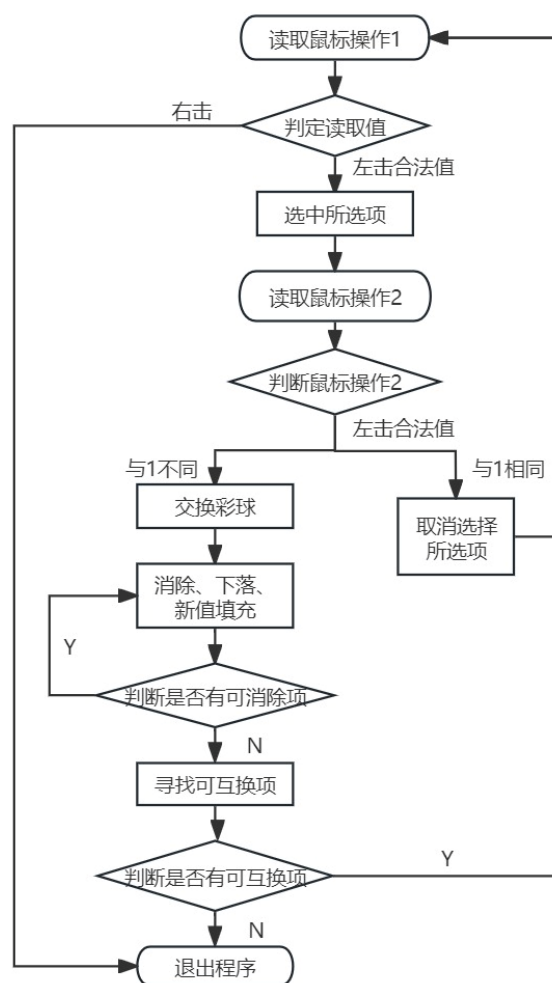 读取鼠标操作1
右击
判定读取值
左击合法值
选中所选项
读取鼠标操作2
判断鼠标操作2
左击合法值
与1不同
与1相同
交换彩球
取消选择
所选项
消除、下落、
新值填充
Y
判断是否有可消除项
N
寻找可互换项
判断是否有可互换项
Y
N
退出程序